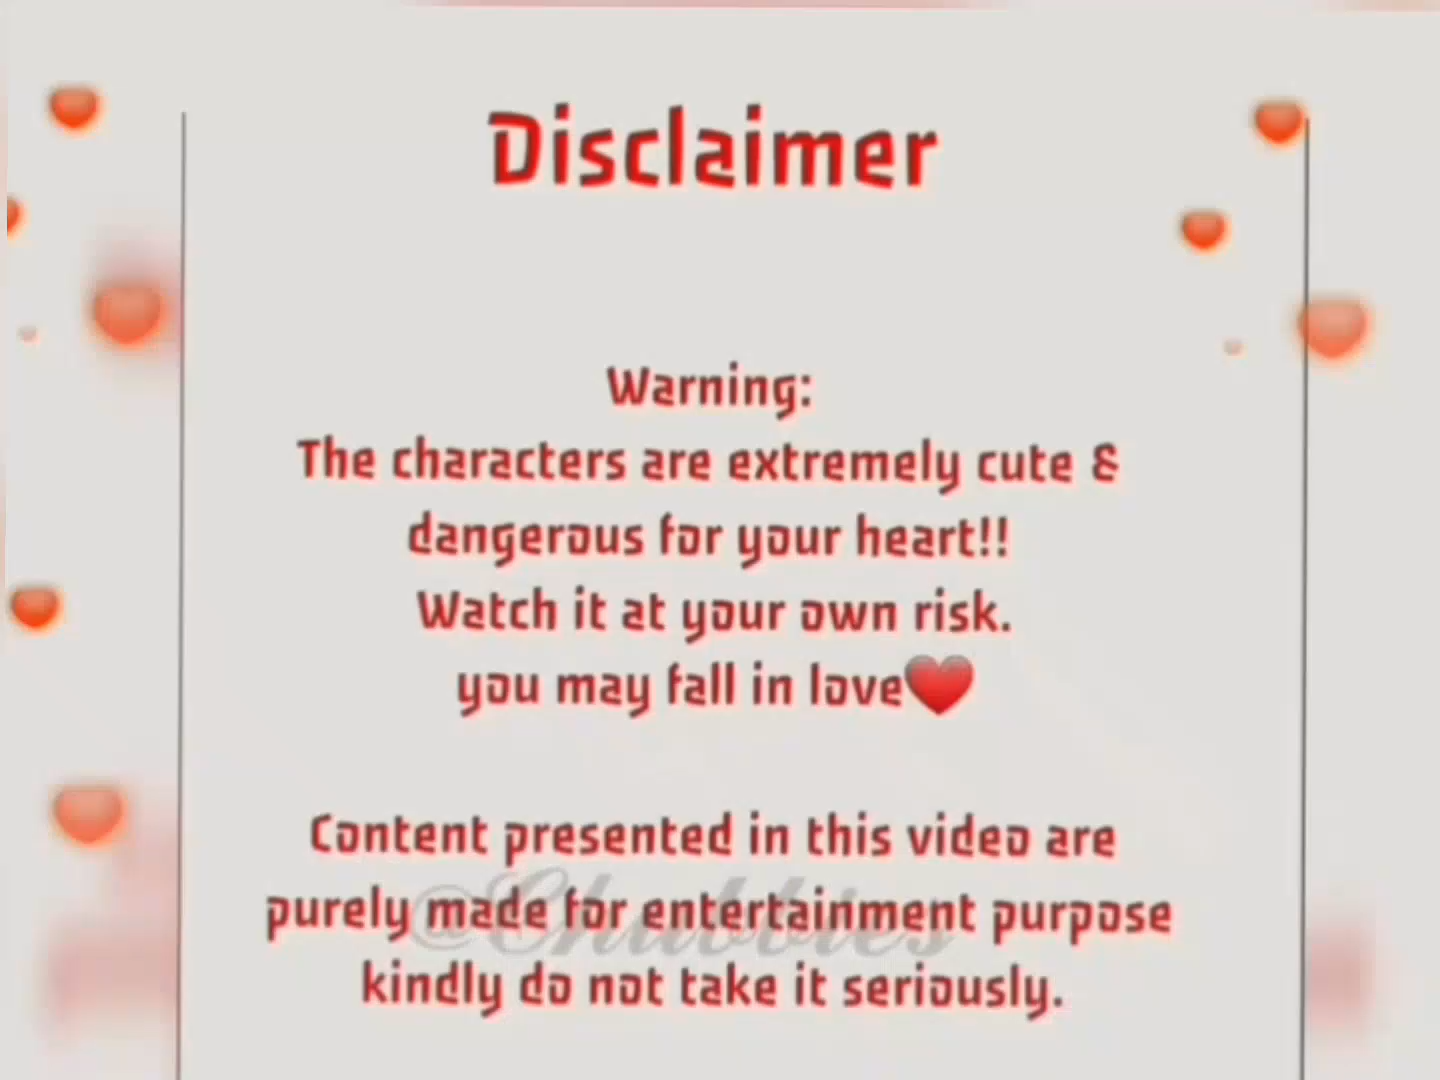 Disclaimer
Warning:
The characters are extremely cute &
dangerous for your heart!!
Watch it at your own risk.
you may fall in love❤
Content presented in this video are
purely made for entertainment purpose
@Chubbies
kindly do not take it seriously.